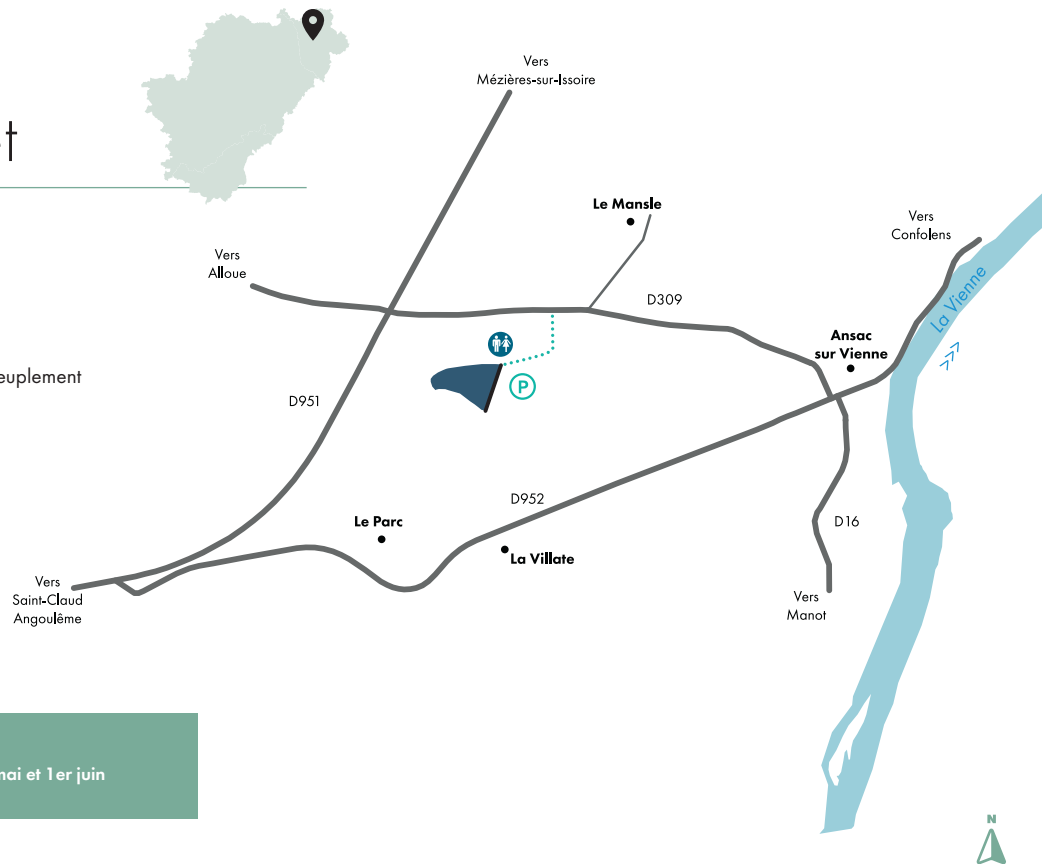 Vers
Mézières-sur-Issoire
Le Mansle
Vers
Confolens
Vers
Alloue
D309
La Vienne
Ansac
sur Vienne
euplement
P
D951
D952
Le Parc
D16
La Villate
Vers
Saint-Claud
Angoulême
Vers
Manot
mai et 1er juin
N